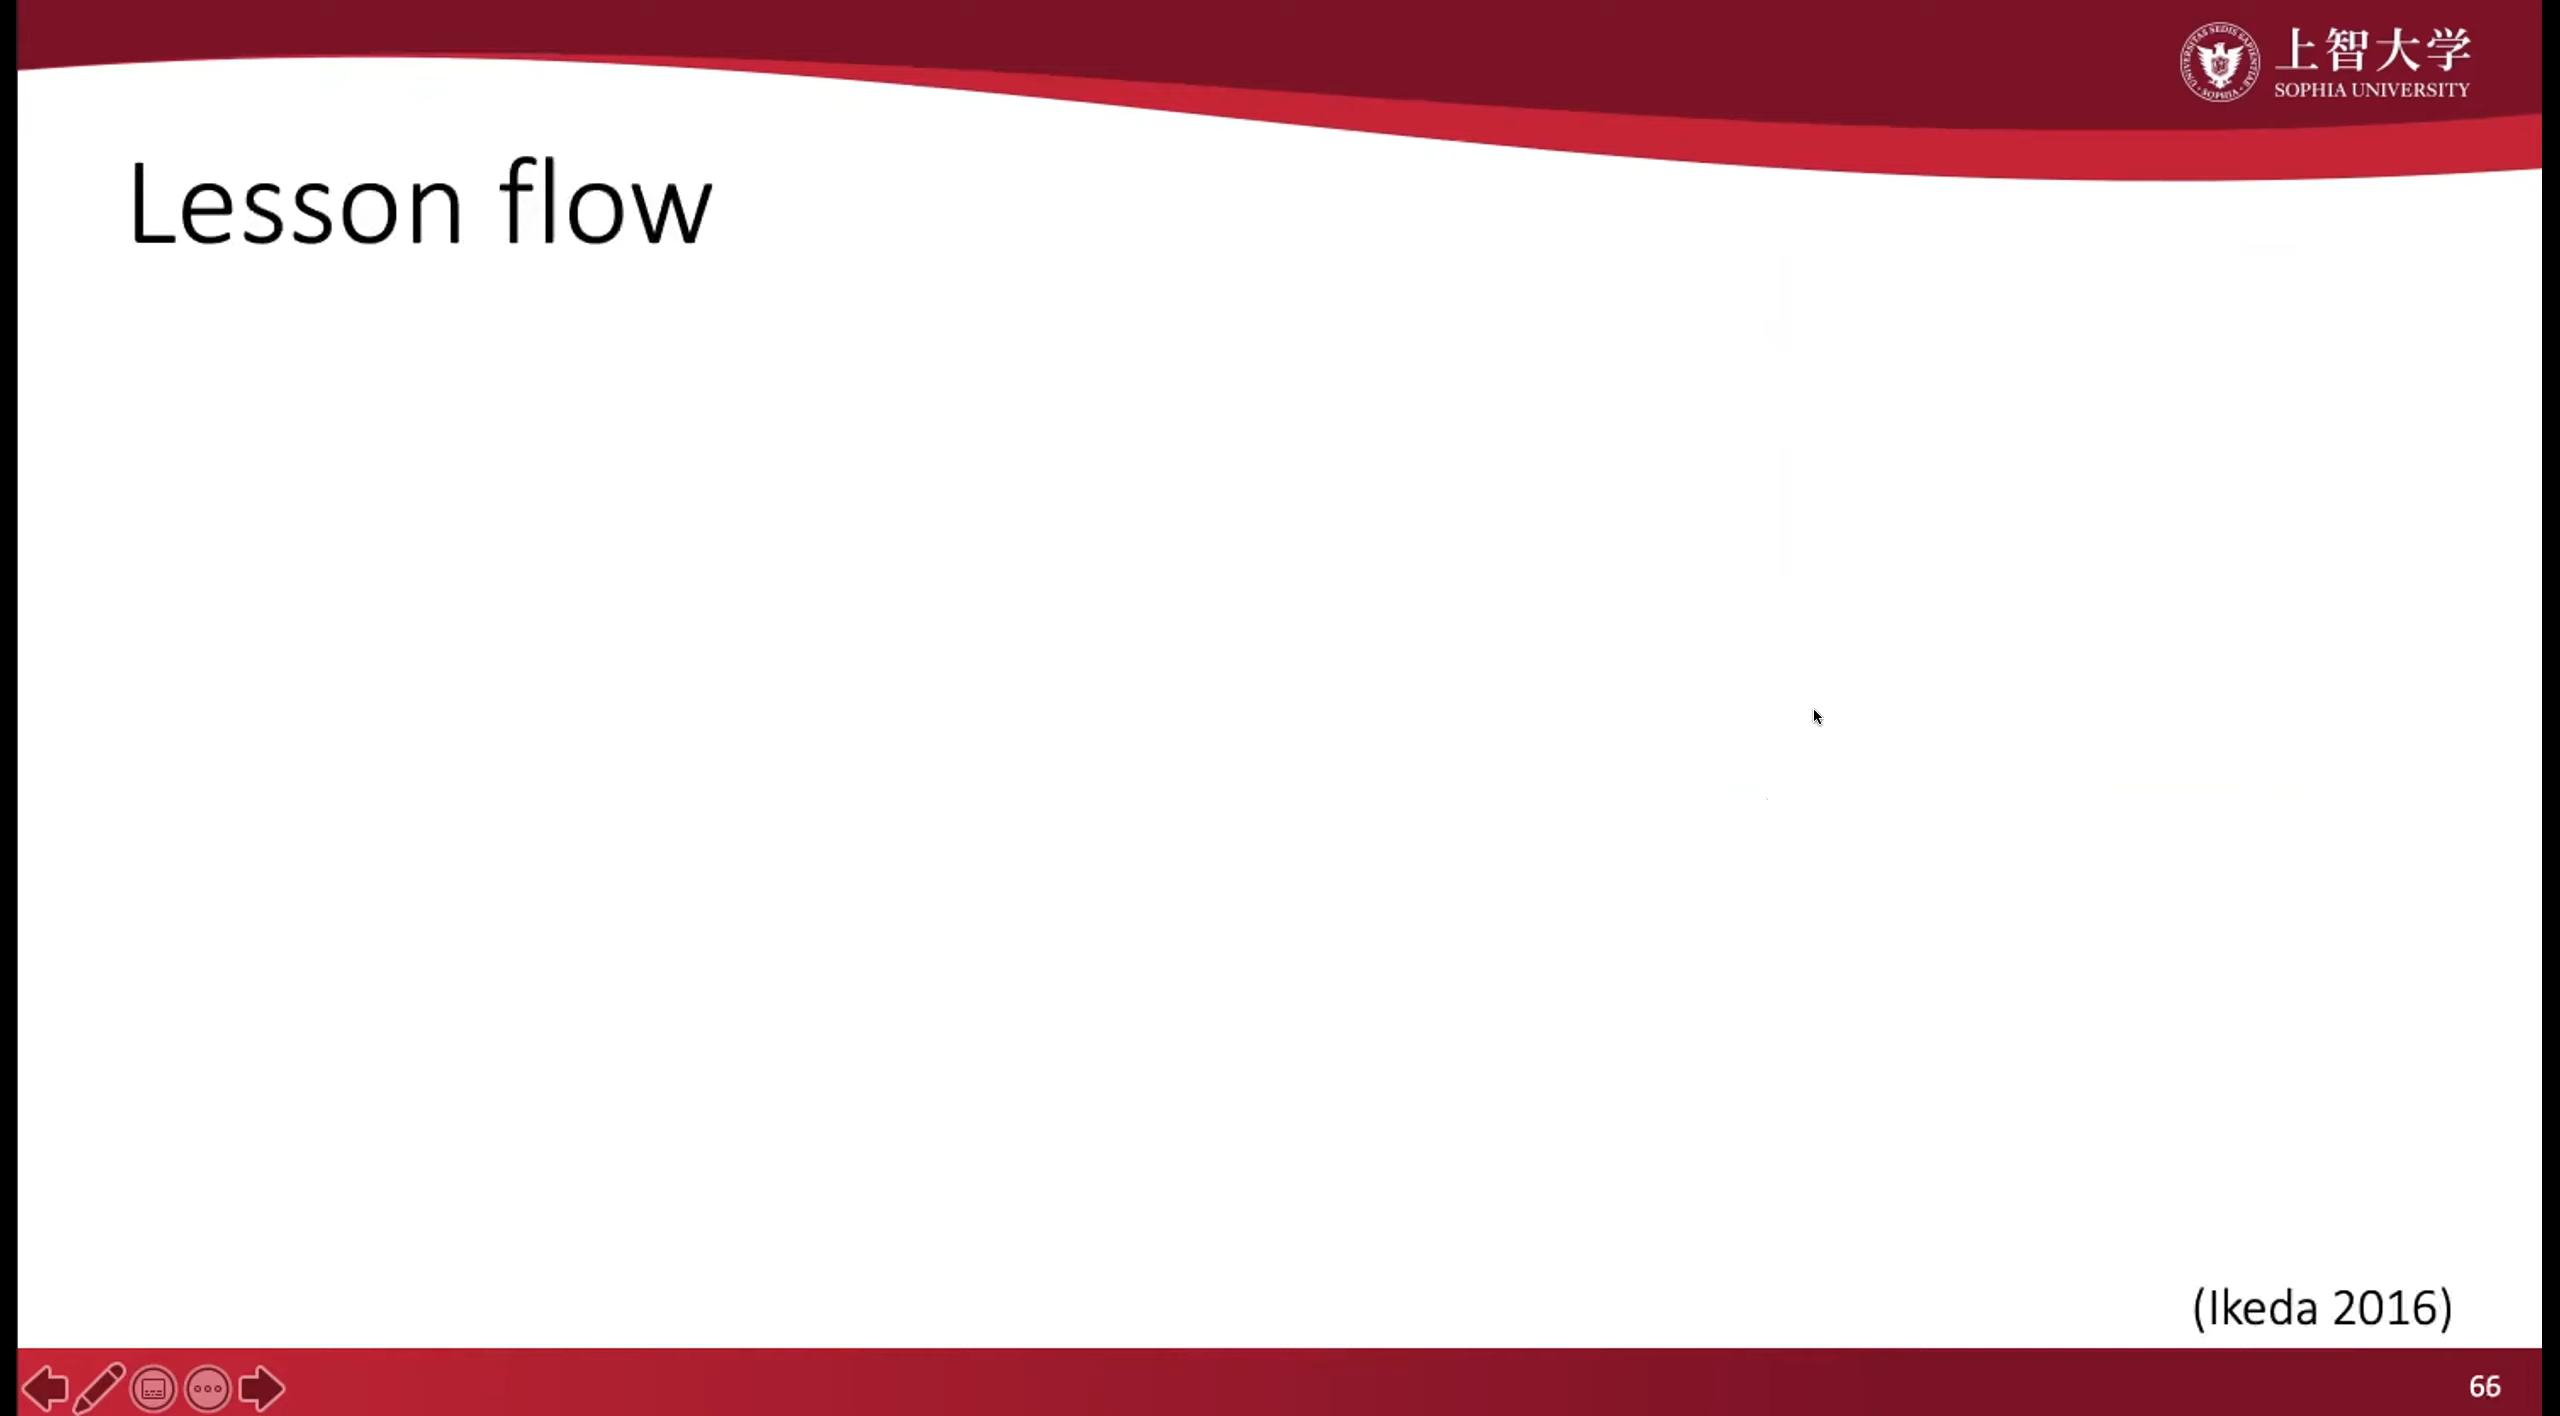 上智大学
SOPHIA UNIVERSITY
Lesson flow
(Ikeda 2016)
66